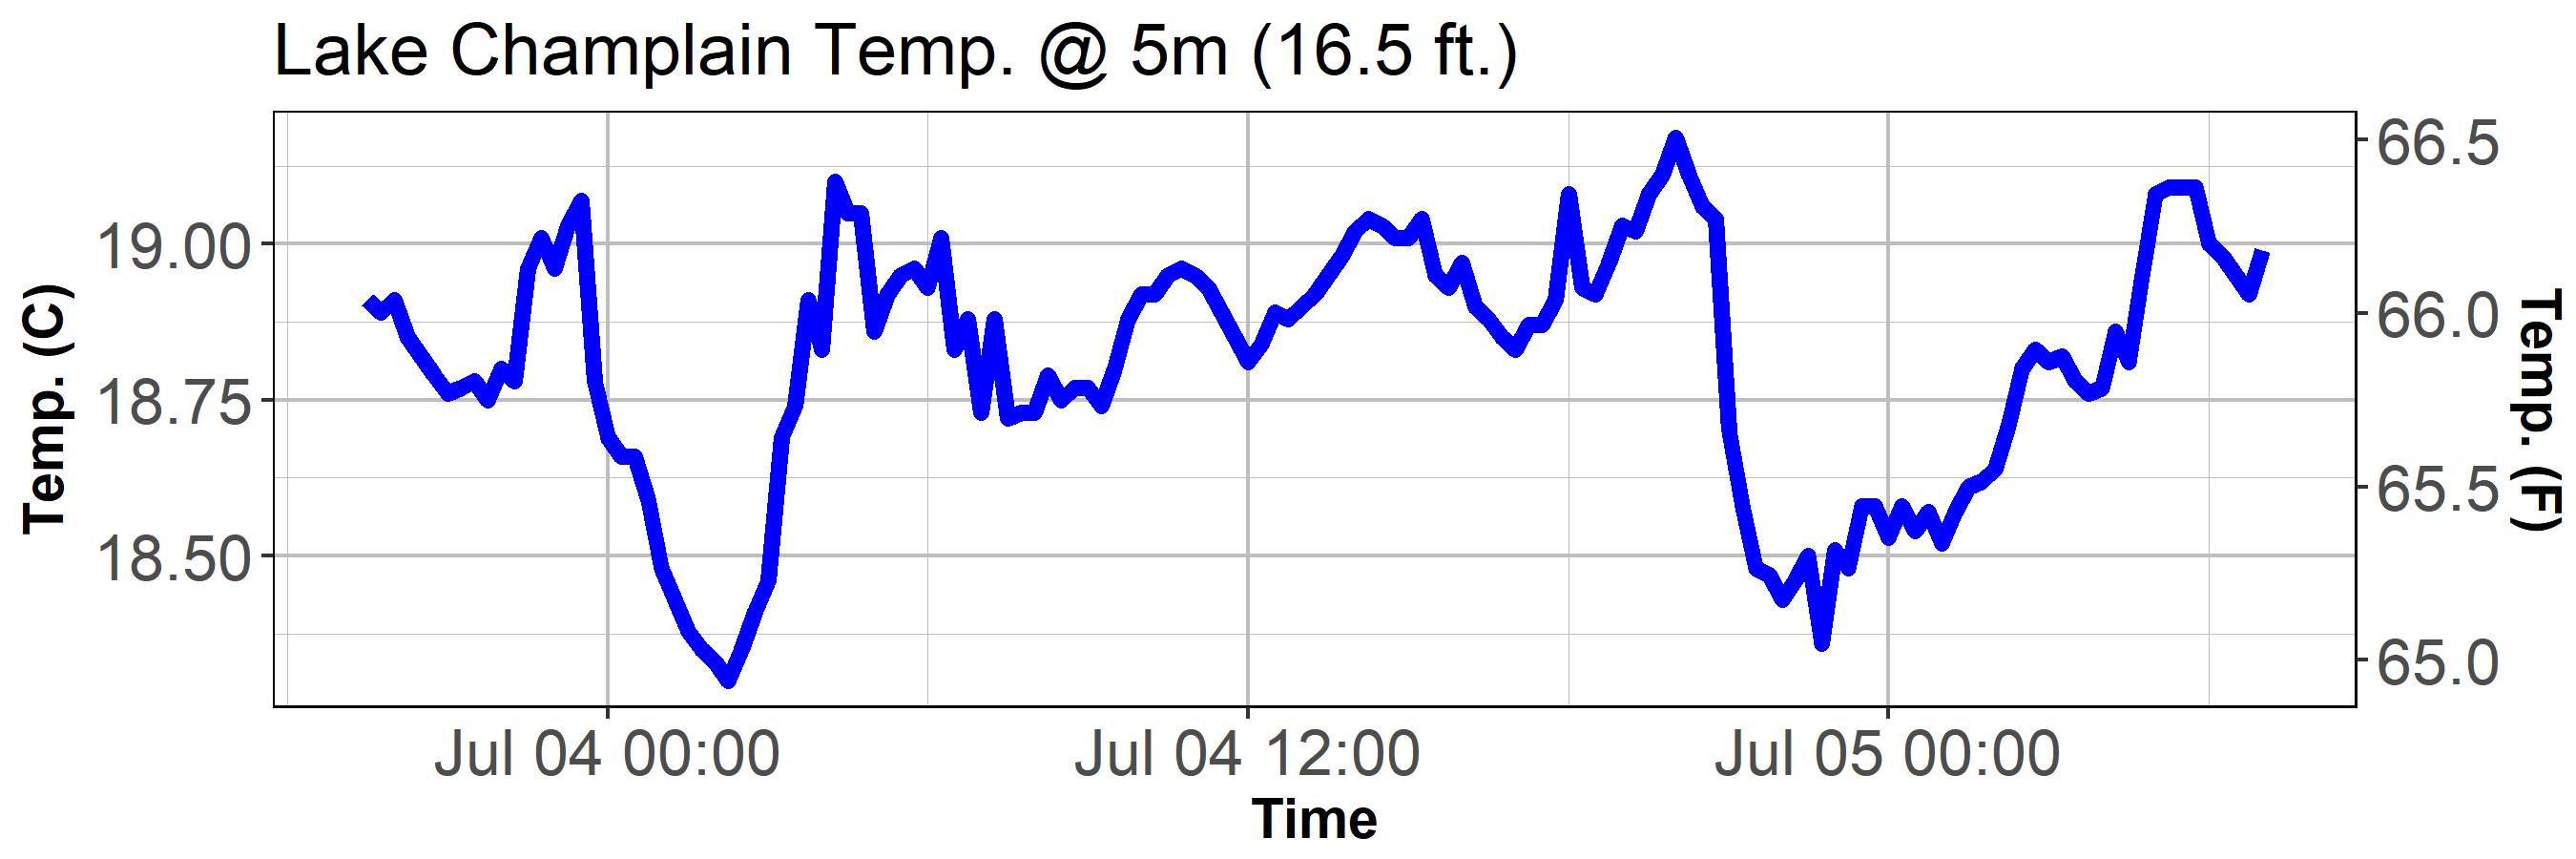 Lake Champlain Temp. @ 5m (16.5 ft.)
Temp. (C)
19.00
18.75
18.50
66.5
66.0
65.5
65.0
Temp. (F)
Jul 04 00:00
Jul 04 12:00
Jul 05 00:00
Time